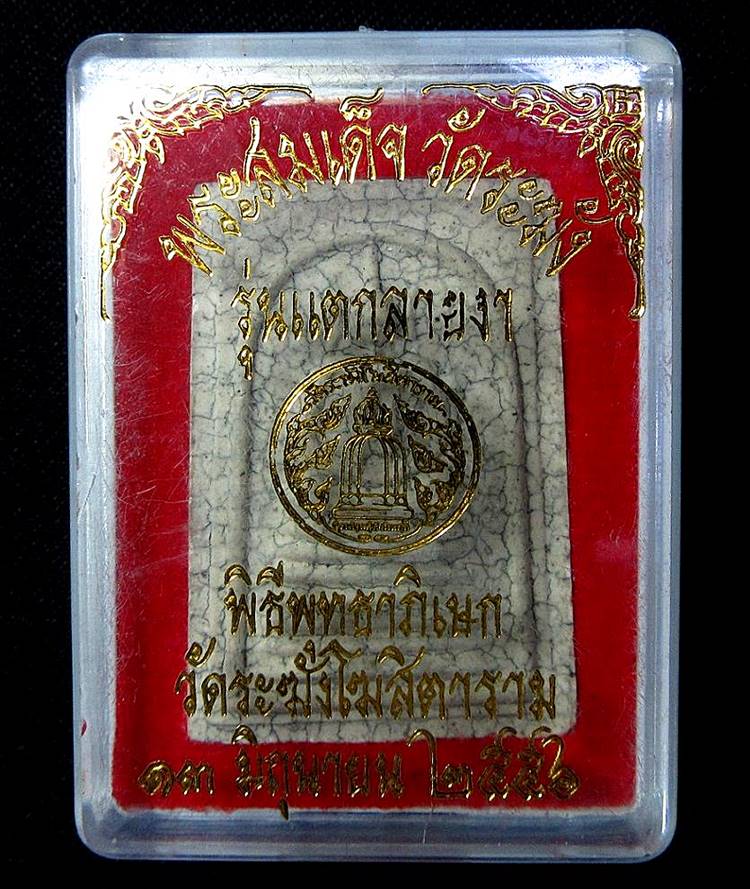 พระสมเด็จ วัดระฆัง
รุ่นแตกลายงา
พิธีพุทธาภิเษก
วัดระฆังโฆสิตาราม
๑๓ มิถุนายน ๒๕๕๖